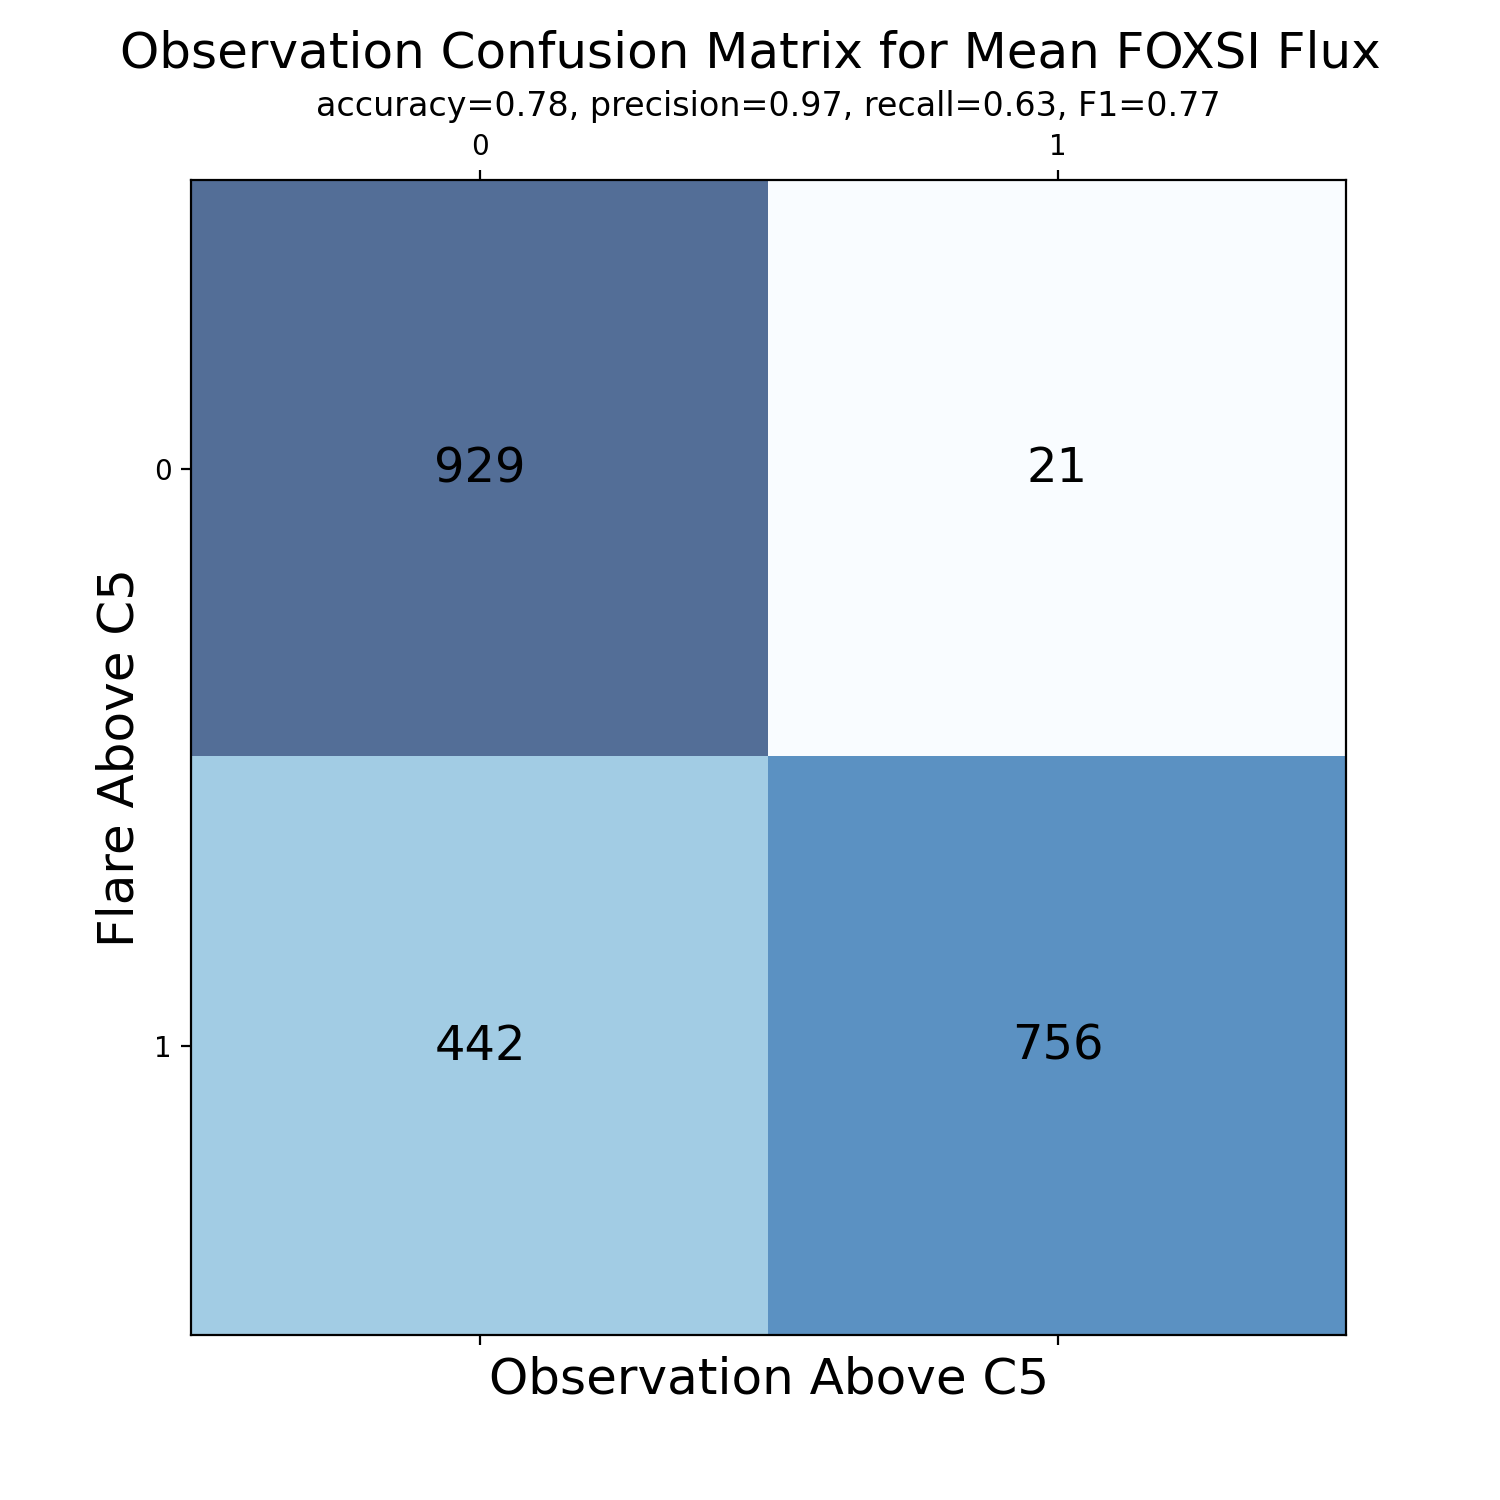 Observation Confusion Matrix for Mean FOXSI Flux
accuracy=0.78, precision=0.97, recall=0.63, F1=0.77
0 1
0
929 21
Flare Above C5
1
442 756
Observation Above C5